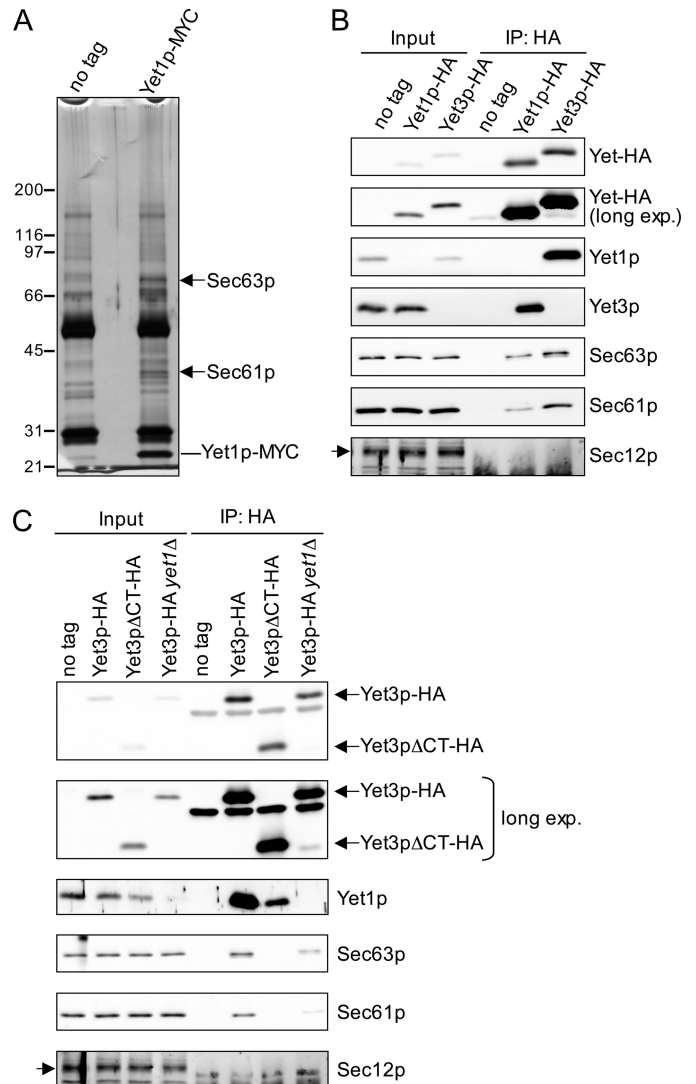 A
no tag
Yet1p-MYC
200
116
97
66
45
31
21
Sec63p
Sec61p
Yet1p-MYC
B
Input
IP: HA
no tag
Yet1p-HA
Yet3p-HA
no tag
Yet1p-HA
Yet3p-HA
Yet-HA
Yet-HA
(long exp.)
Yet1p
Yet3p
Sec63p
Sec61p
Sec12p
C
Input
IP: HA
no tag
Yet3p-HA
Yet3pΔCT-HA
Yet3p-HA yet1Δ
no tag
Yet3p-HA
Yet3pΔCT-HA
Yet3p-HA yet1Δ
Yet3p-HA
Yet3pΔCT-HA
Yet3p-HA
Yet3pΔCT-HA
long exp.
Yet1p
Sec63p
Sec61p
Sec12p